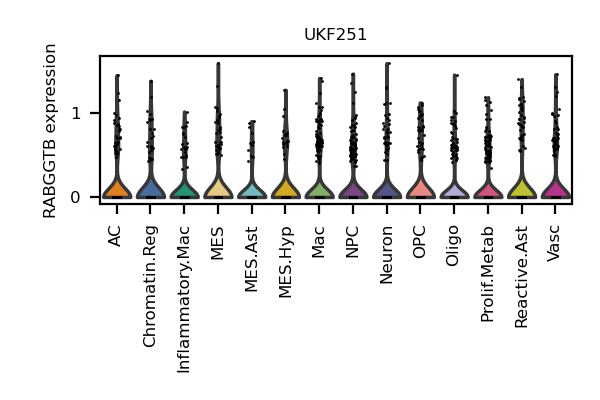 UKF251
RABGGTB expression
1
0
AC
Chromatin.Reg
Inflammatory.Mac
MES
MES.Ast
MES.Hyp
Mac
NPC
Neuron
OPC
Oligo
Prolif.Metab
Reactive.Ast
Vasc